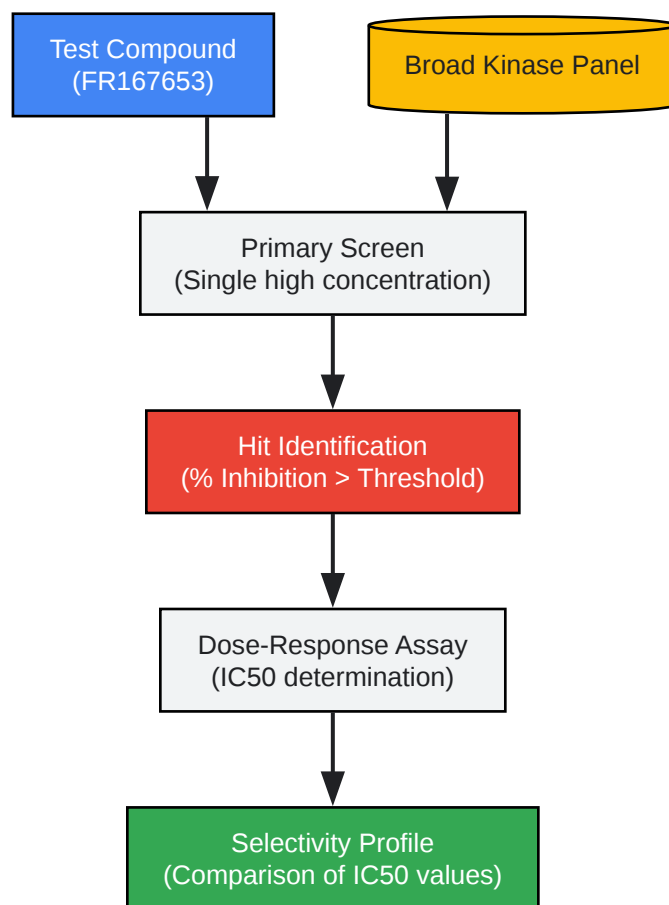 Test Compound
(FR167653)
Broad Kinase Panel
Primary Screen
(Single high concentration)
Hit Identification
(% Inhibition > Threshold)
Dose-Response Assay
(IC50 determination)
Selectivity Profile
(Comparison of IC50 values)